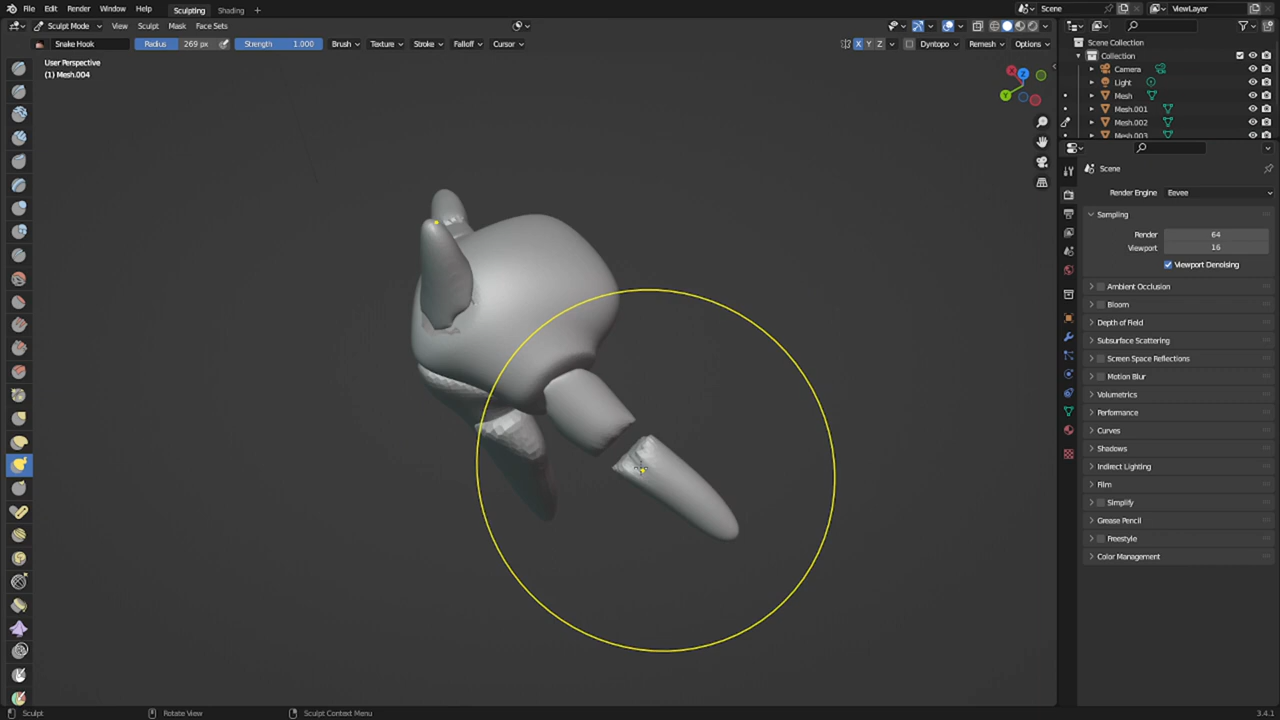 File Edit Render Window Help Sculpting Shading + Scene ViewLayer
Sculpt Mode View Sculpt Mask Face Sets
Snake Hook Radius 269 px Strength 1.000 Brush Texture Stroke Falloff Cursor X Y Z Dyntopo Remesh Options
User Perspective
(1) Mesh.004
X
Z
Y
Scene Collection
Collection
Camera
Light
Mesh
Mesh.001
Mesh.002
Mesh.003
Scene
Render Engine Eevee
Sampling
Render 64
Viewport 16
Viewport Denoising
Ambient Occlusion
Bloom
Depth of Field
Subsurface Scattering
Screen Space Reflections
Motion Blur
Volumetrics
Performance
Curves
Shadows
Indirect Lighting
Film
Simplify
Grease Pencil
Freestyle
Color Management
Sculpt Rotate View Sculpt Context Menu 3.4.1